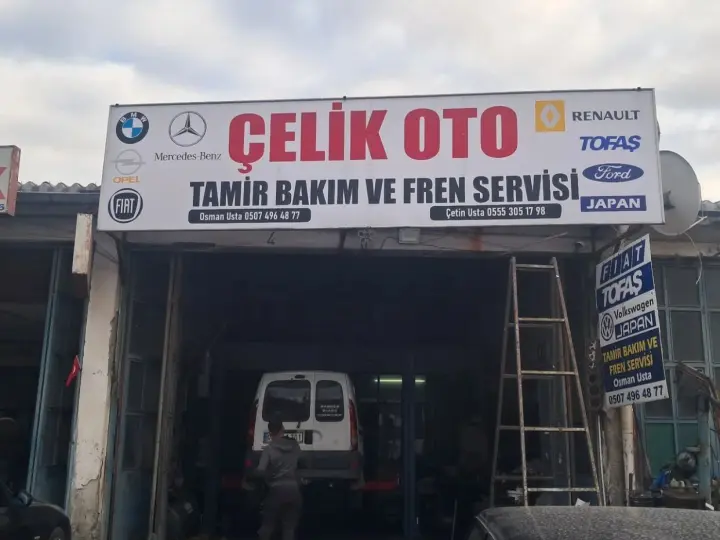 BMW
Mercedes-Benz
OPEL
FIAT
ÇELİK OTO
TAMİR BAKIM VE FREN SERVİSİ
Osman Usta 0507 496 48 77
Çetin Usta 0555 305 17 98
RENAULT
TOFAŞ
Ford
JAPAN
FIAT
TOFAŞ
Volkswagen
JAPAN
TAMİR BAKIM VE
FREN SERVİSİ
Osman Usta
0507 496 48 77